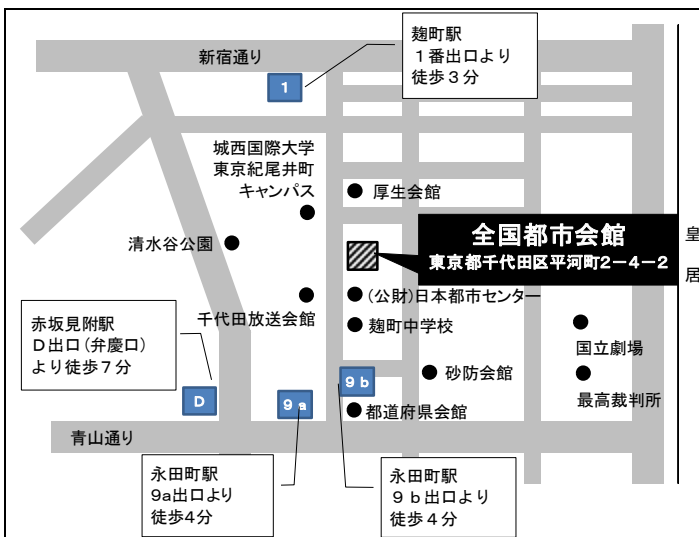 麹町駅
1番出口より
徒歩3分
新宿通り
1
城西国際大学
東京紀尾井町
キャンパス
厚生会館
清水谷公園
全国都市会館
東京都千代田区平河町2-4-2
皇
居
(公財)日本都市センター
千代田放送会館
麹町中学校
赤坂見附駅
D出口(弁慶口)
より徒歩7分
国立劇場
砂防会館
最高裁判所
D
9a
9b
都道府県会館
青山通り
永田町駅
9a出口より
徒歩4分
永田町駅
9b出口より
徒歩4分